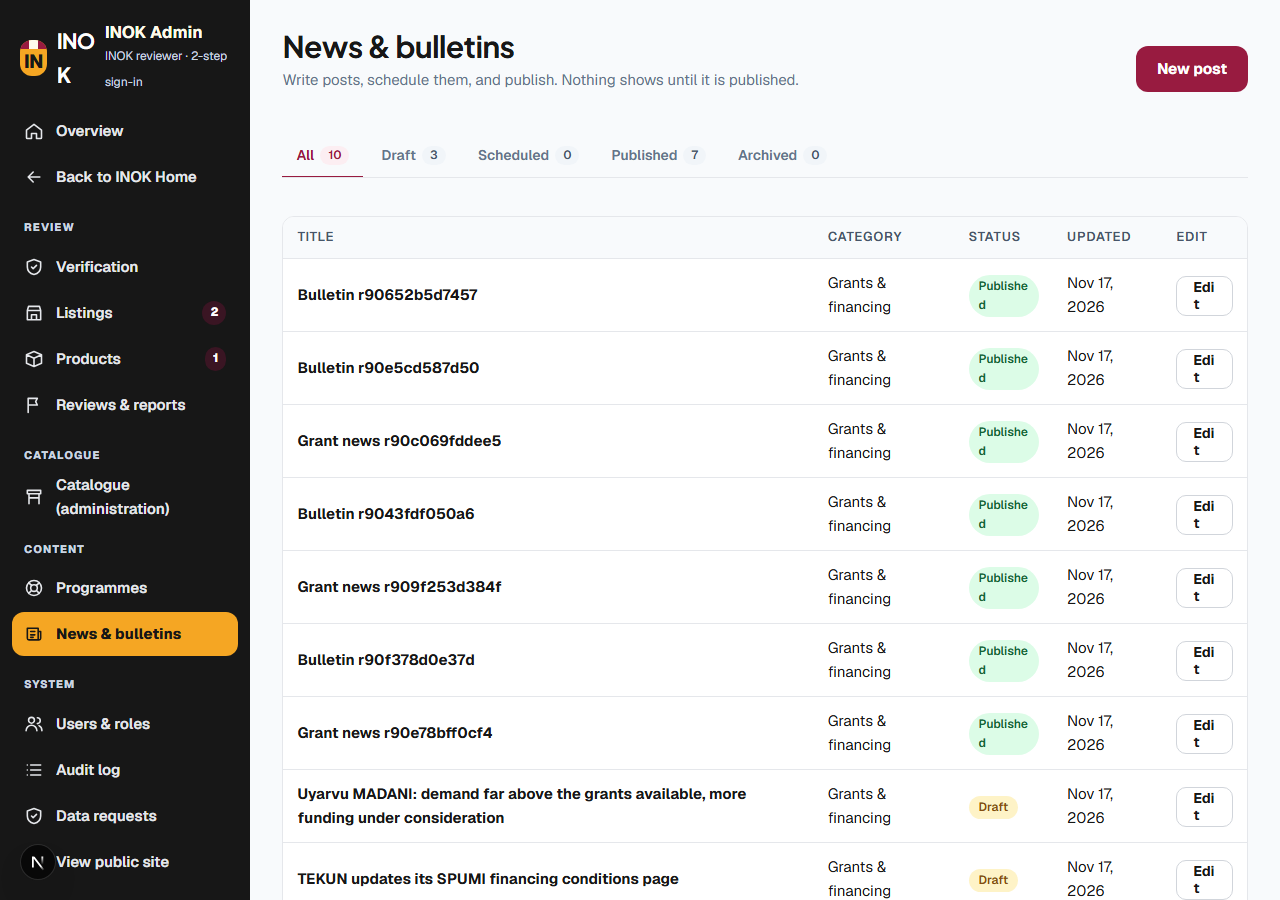 IN
INO
K
INOK Admin
INOK reviewer · 2-step
sign-in
Overview
Back to INOK Home
REVIEW
Verification
Listings 2
Products 1
Reviews & reports
CATALOGUE
Catalogue
(administration)
CONTENT
Programmes
News & bulletins
SYSTEM
Users & roles
Audit log
Data requests
N
View public site
News & bulletins
Write posts, schedule them, and publish. Nothing shows until it is published.
New post
All 10 Draft 3 Scheduled 0 Published 7 Archived 0
TITLE CATEGORY STATUS UPDATED EDIT
Bulletin r90652b5d7457
Grants &
financing
Publishe
d
Nov 17,
2026
Edi
t
Bulletin r90e5cd587d50
Grants &
financing
Publishe
d
Nov 17,
2026
Edi
t
Grant news r90c069fddee5
Grants &
financing
Publishe
d
Nov 17,
2026
Edi
t
Bulletin r9043fdf050a6
Grants &
financing
Publishe
d
Nov 17,
2026
Edi
t
Grant news r909f253d384f
Grants &
financing
Publishe
d
Nov 17,
2026
Edi
t
Bulletin r90f378d0e37d
Grants &
financing
Publishe
d
Nov 17,
2026
Edi
t
Grant news r90e78bff0cf4
Grants &
financing
Publishe
d
Nov 17,
2026
Edi
t
Uyarvu MADANI: demand far above the grants available, more
funding under consideration
Grants &
financing
Draft
Nov 17,
2026
Edi
t
TEKUN updates its SPUMI financing conditions page
Grants &
financing
Draft
Nov 17,
2026
Edi
t